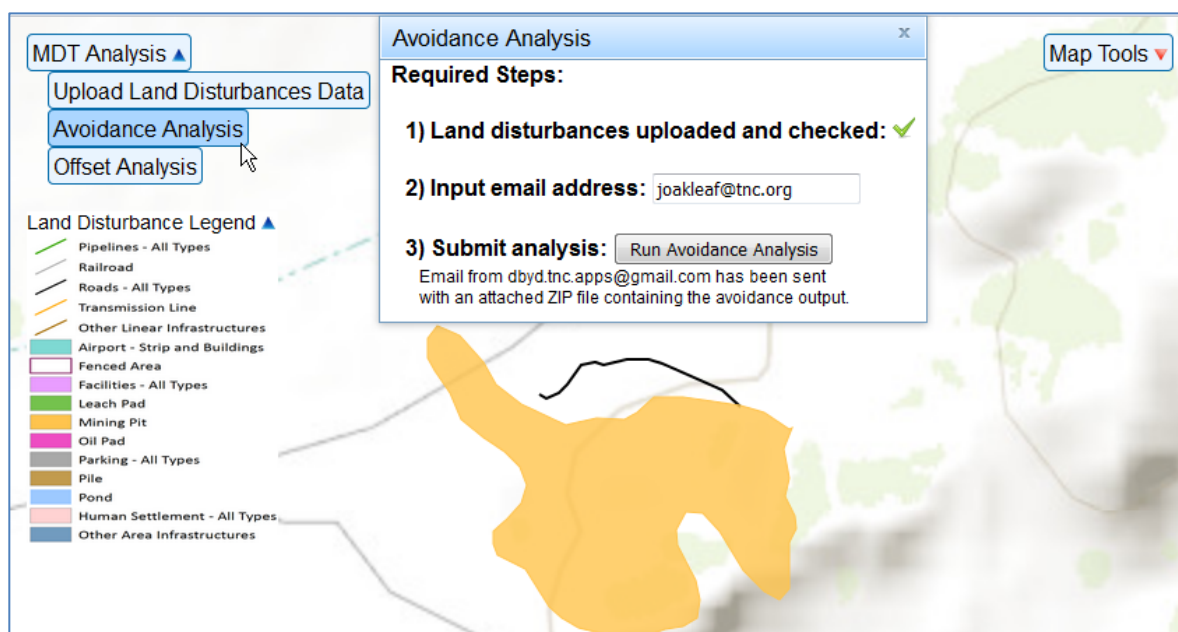 MDT Analysis
Upload Land Disturbances Data
Avoidance Analysis
Offset Analysis
Land Disturbance Legend
Pipelines - All Types
Railroad
Roads - All Types
Transmission Line
Other Linear Infrastructures
Airport - Strip and Buildings
Fenced Area
Facilities - All Types
Leach Pad
Mining Pit
Oil Pad
Parking - All Types
Pile
Pond
Human Settlement - All Types
Other Area Infrastructures
Avoidance Analysis x
Required Steps:
1) Land disturbances uploaded and checked:
2) Input email address: joakleaf@tnc.org
3) Submit analysis: Run Avoidance Analysis
Email from dbyd.tnc.apps@gmail.com has been sent
with an attached ZIP file containing the avoidance output.
Map Tools